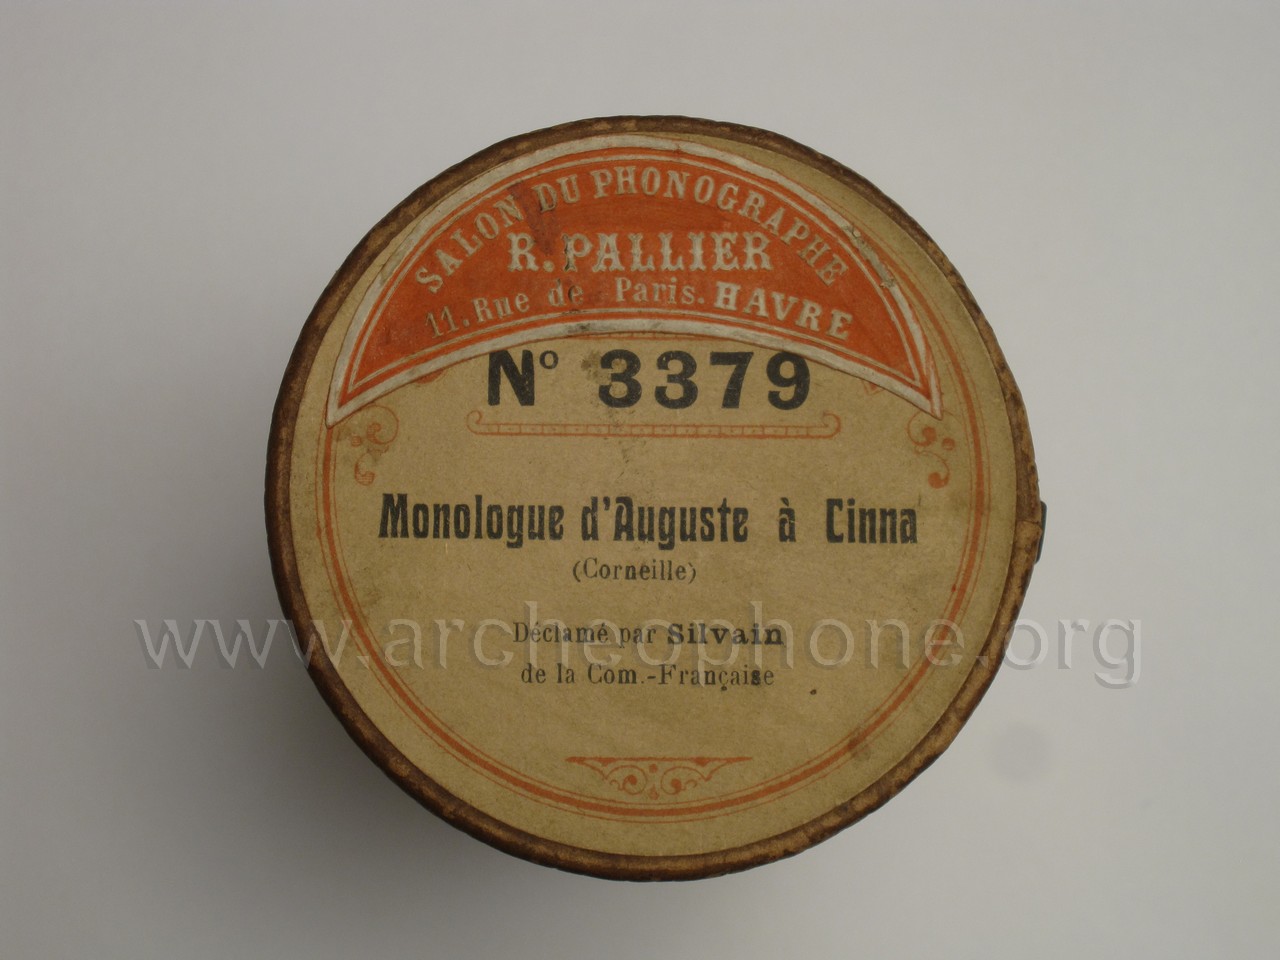 SALON DU PHONOGRAPHE
R. PALLIER
11. Rue de Paris. HAVRE
Nº 3379
Monologue d'Auguste à Cinna
(Corneille)
Déclamé par Silvain
de la Com.-Française
www.archeophone.org